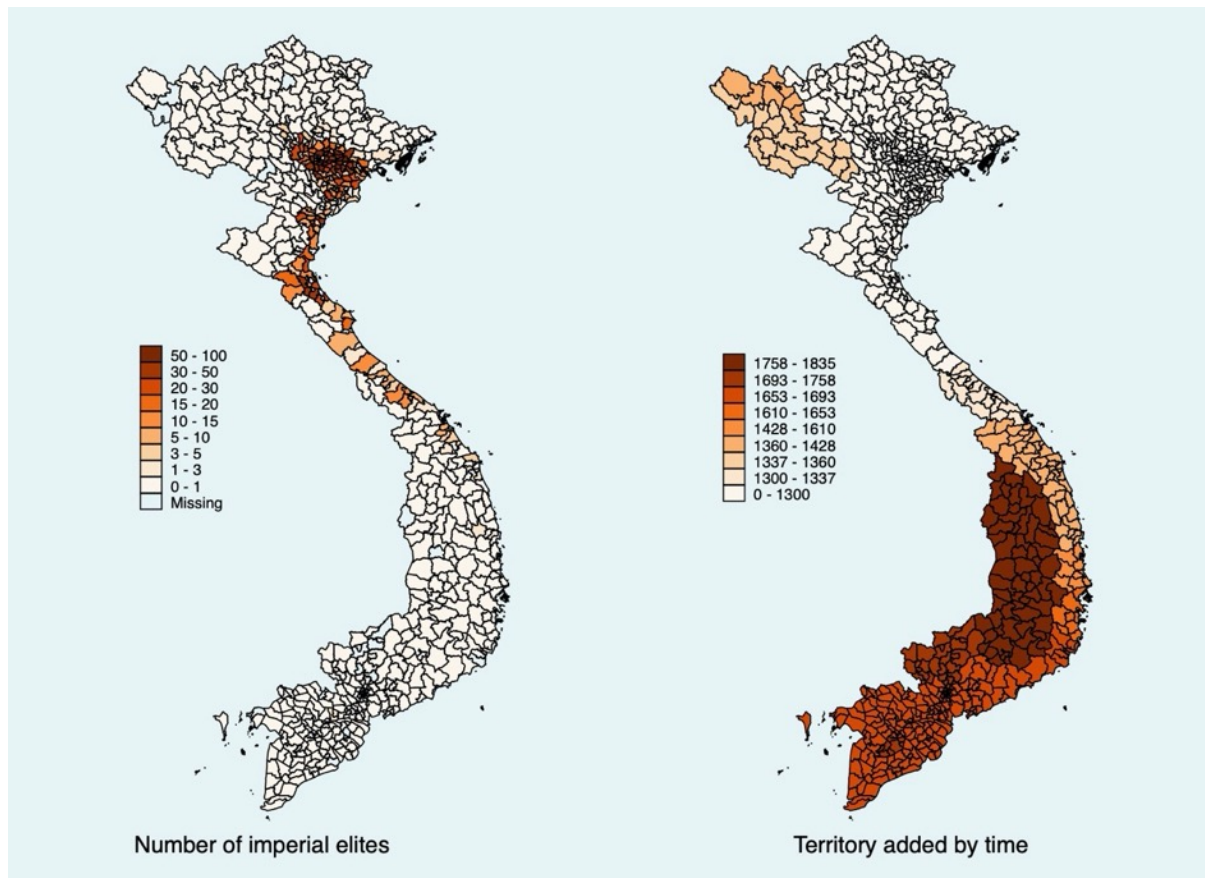 50 - 100
30 - 50
20 - 30
15 - 20
10 - 15
5 - 10
3 - 5
1 - 3
0 - 1
Missing
Number of imperial elites
1758 - 1835
1693 - 1758
1653 - 1693
1610 - 1653
1428 - 1610
1360 - 1428
1337 - 1360
1300 - 1337
0 - 1300
Territory added by time